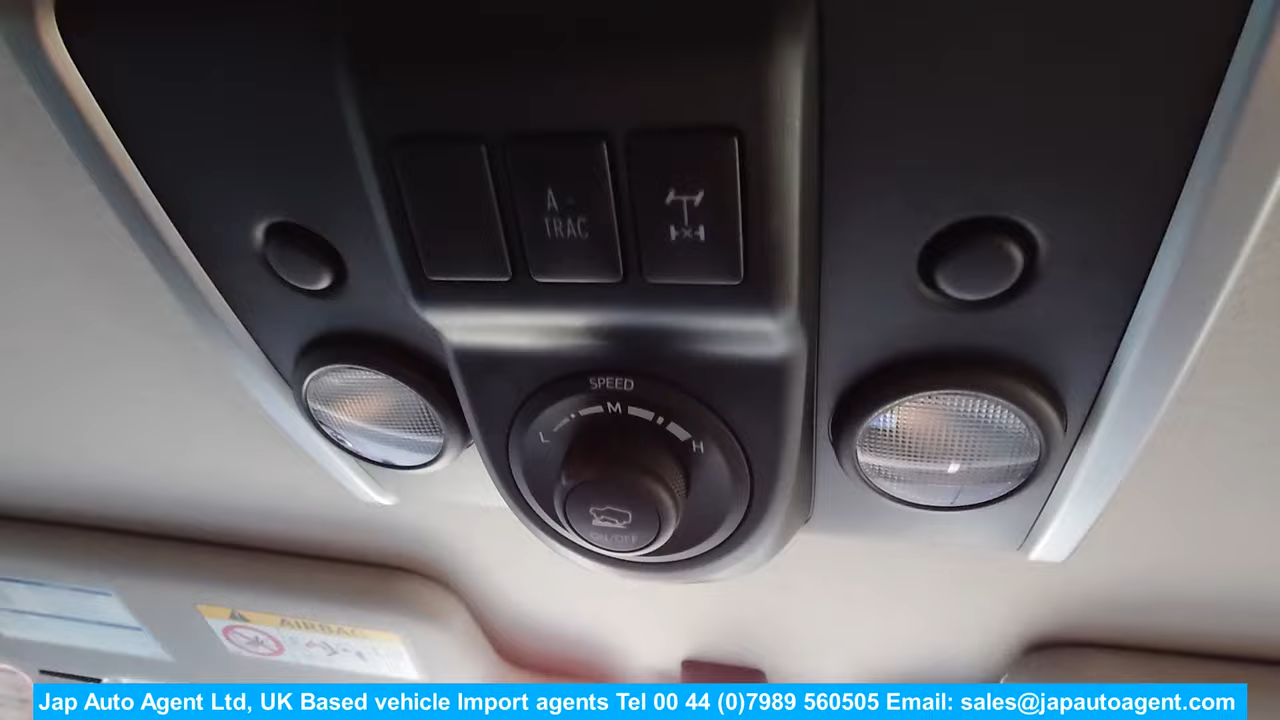 A -
TRAC
SPEED
L M H
ON/OFF
AIRBAG
Jap Auto Agent Ltd, UK Based vehicle Import agents Tel 00 44 (0)7989 560505 Email: sales@japautoagent.com